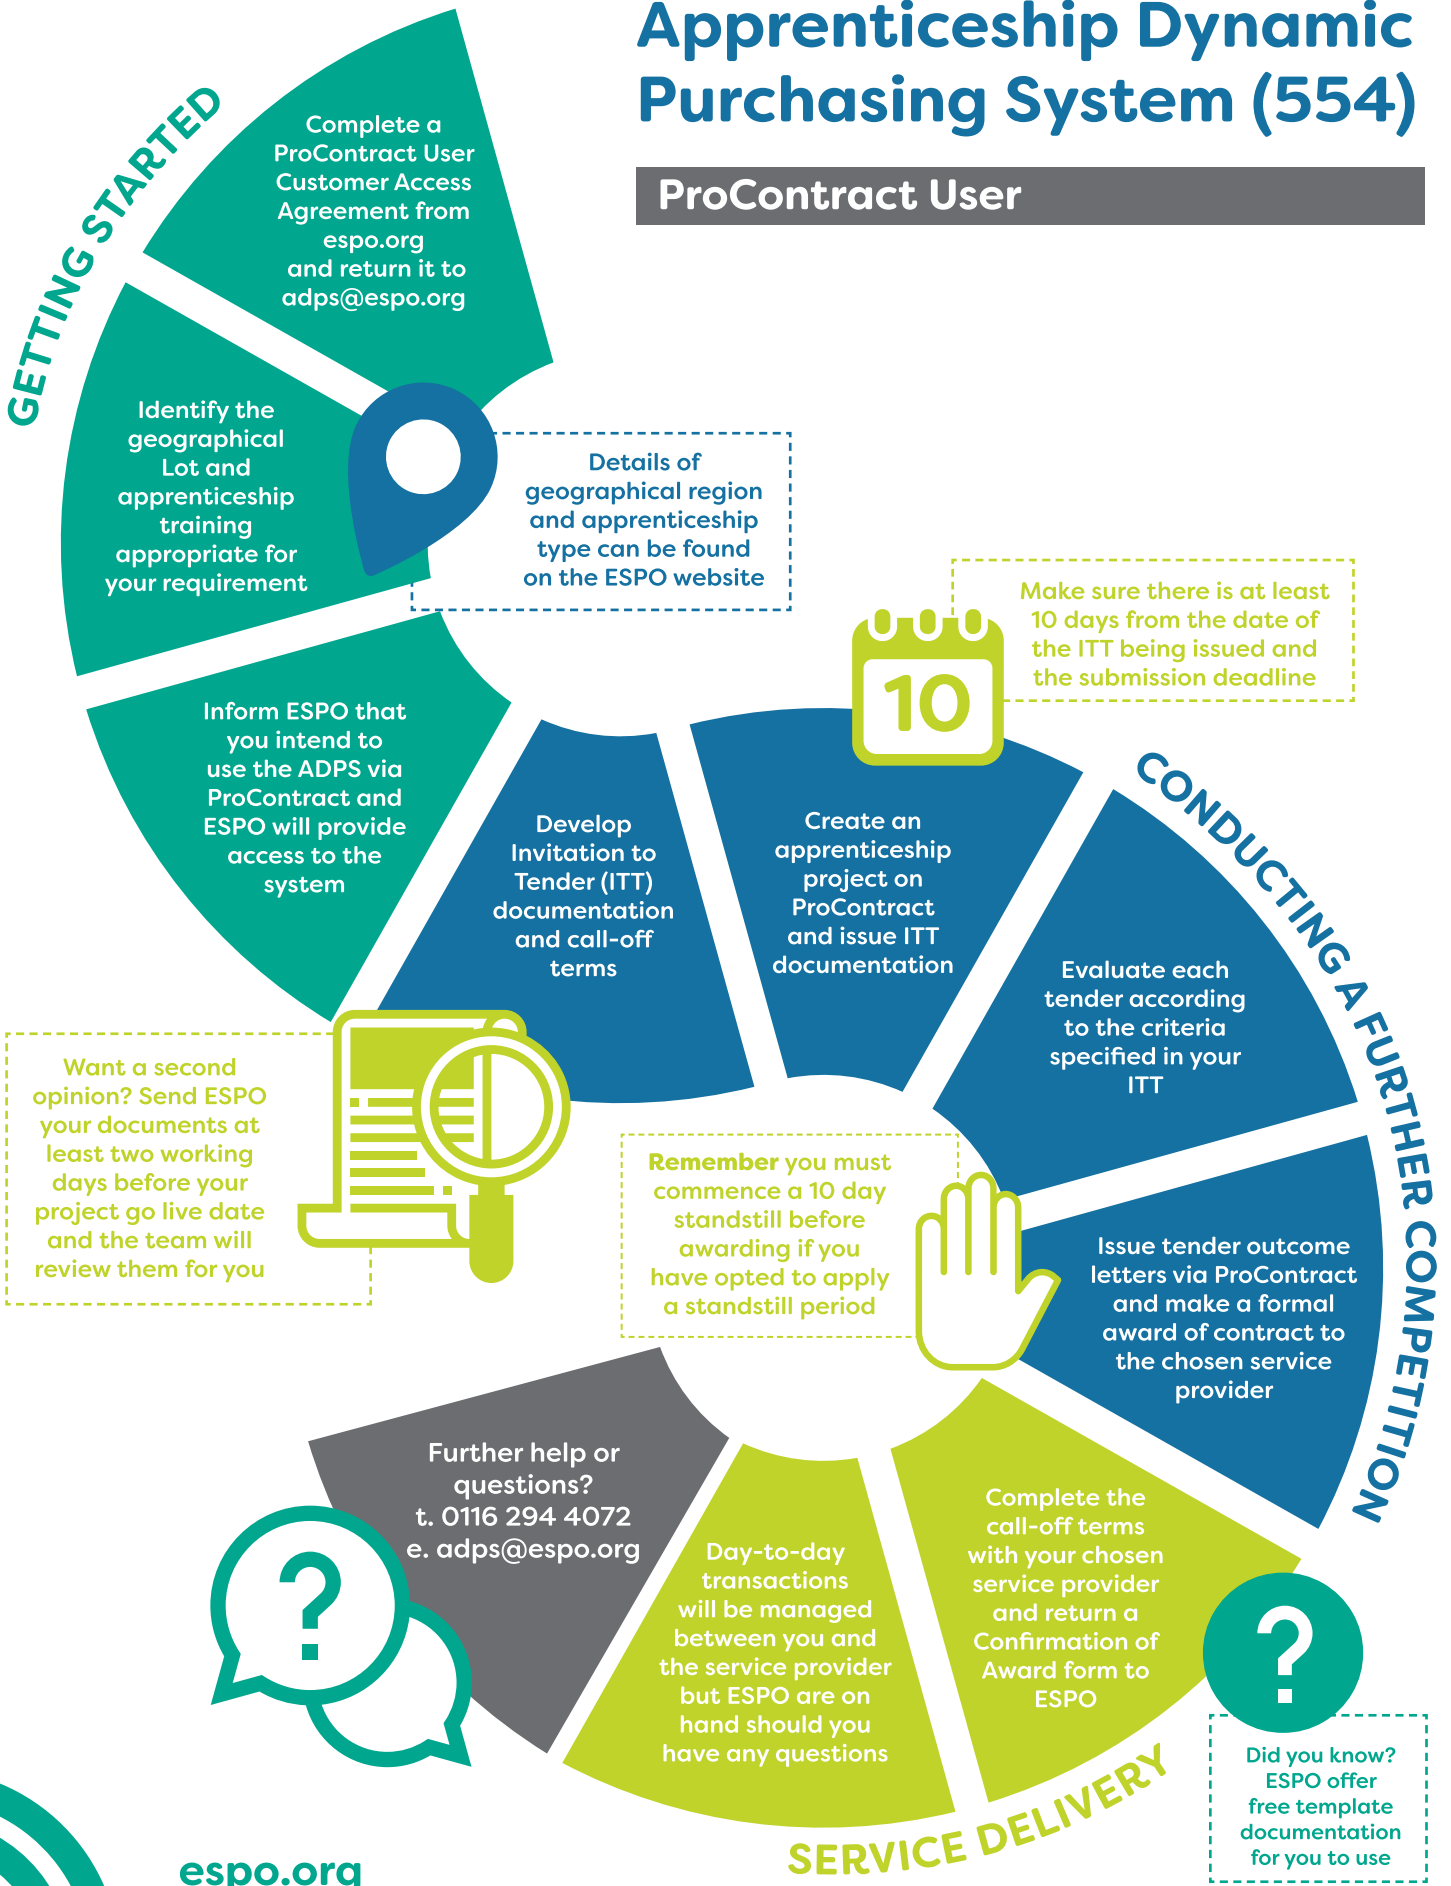 Apprenticeship Dynamic
Purchasing System (554)
ProContract User
GETTING STARTED
Complete a
ProContract User
Customer Access
Agreement from
espo.org
and return it to
adps@espo.org
Identify the
geographical
Lot and
apprenticeship
training
appropriate for
your requirement
Details of
geographical region
and apprenticeship
type can be found
on the ESPO website
Inform ESPO that
you intend to
use the ADPS via
ProContract and
ESPO will provide
access to the
system
CONDUCTING A FURTHER COMPETITION
Develop
Invitation to
Tender (ITT)
documentation
and call-off
terms
Want a second
opinion? Send ESPO
your documents at
least two working
days before your
project go live date
and the team will
review them for you
Make sure there is at least
10 days from the date of
the ITT being issued and
the submission deadline
10
Create an
apprenticeship
project on
ProContract
and issue ITT
documentation
Evaluate each
tender according
to the criteria
specified in your
ITT
Remember you must
commence a 10 day
standstill before
awarding if you
have opted to apply
a standstill period
Issue tender outcome
letters via ProContract
and make a formal
award of contract to
the chosen service
provider
SERVICE DELIVERY
Complete the
call-off terms
with your chosen
service provider
and return a
Confirmation of
Award form to
ESPO
?
Did you know?
ESPO offer
free template
documentation
for you to use
Day-to-day
transactions
will be managed
between you and
the service provider
but ESPO are on
hand should you
have any questions
Further help or
questions?
t. 0116 294 4072
e. adps@espo.org
?
espo.org